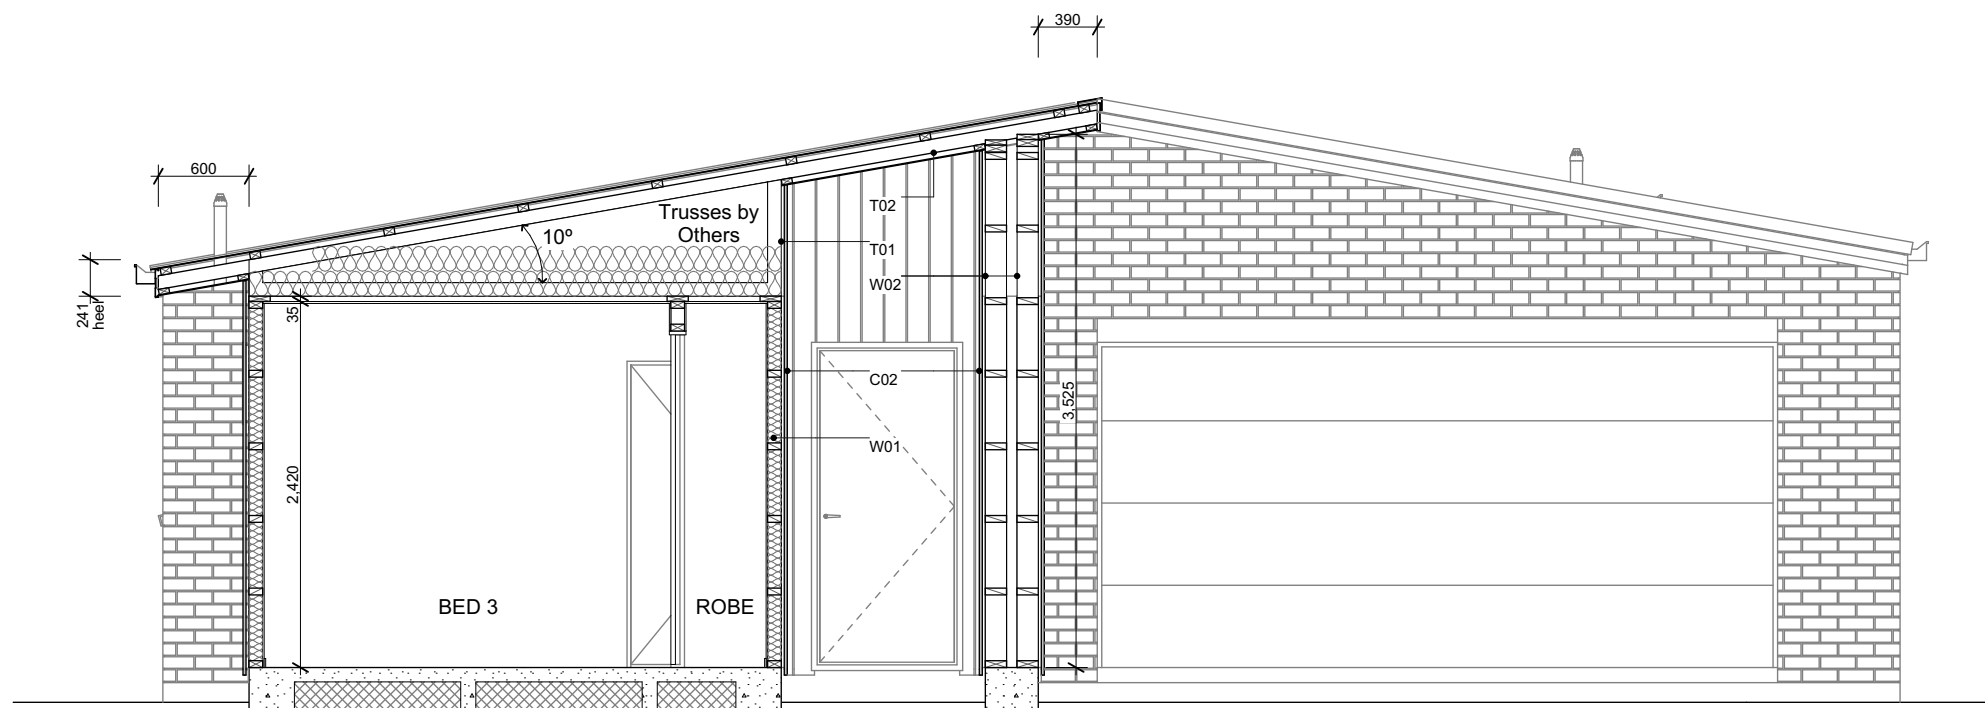 390
600
T02
Trusses by
Others
10º
T01
W02
241
heel
35
C02
3,525
W01
2,420
BED 3
ROBE